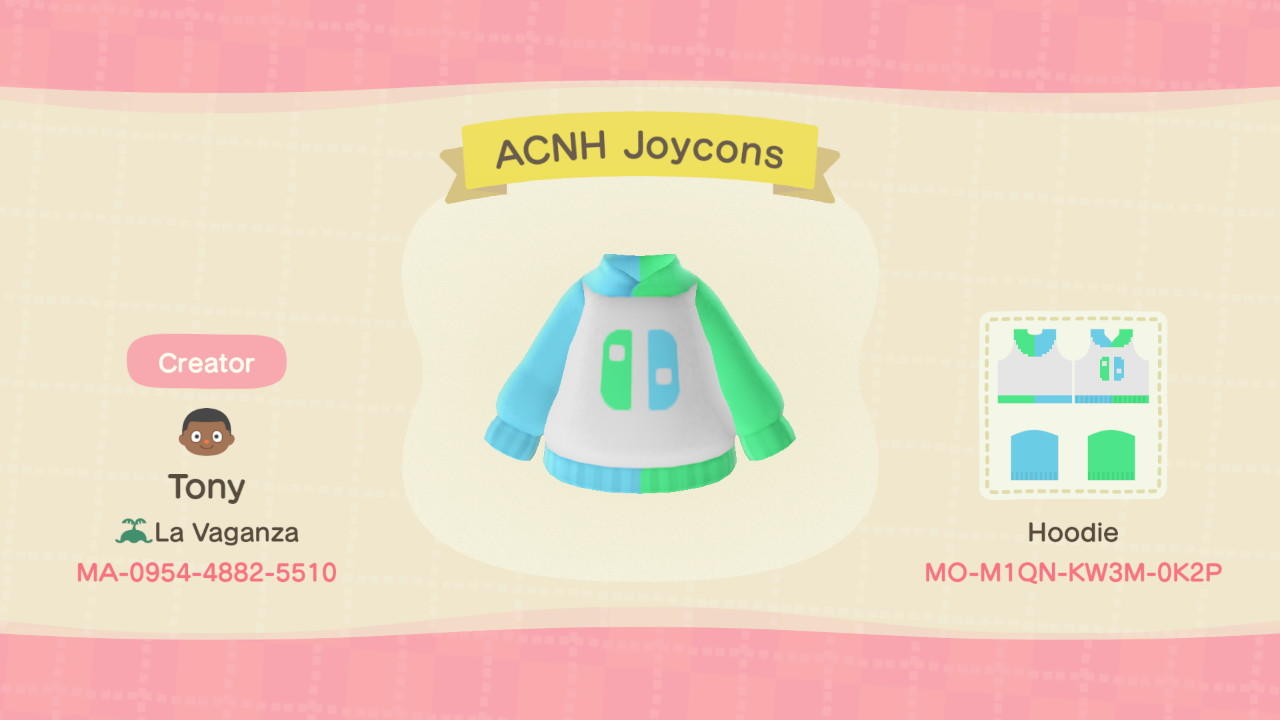 ACNH Joycons
Creator
Tony
La Vaganza
MA-0954-4882-5510
Hoodie
MO-M1QN-KW3M-0K2P